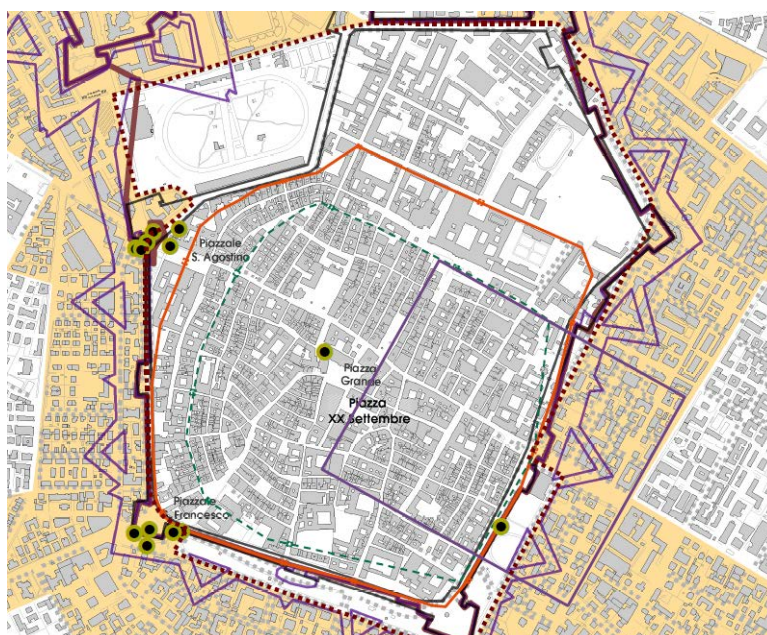 Piazzale
S. Agostino
Piazza
Grande
Piazza
XX Settembre
Piazzale
Francesco